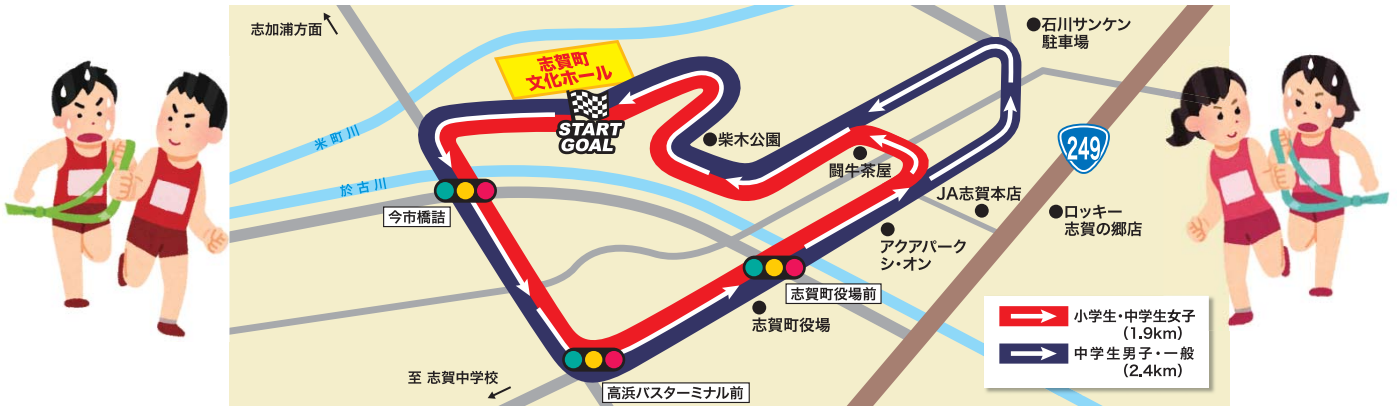 志加浦方面
志賀町
文化ホール
START
GOAL
米町川
於古川
今市橋詰
柴木公園
闘牛茶屋
石川サンケン
駐車場
249
JA志賀本店
ロッキー
志賀の郷店
アクアパーク
シ・オン
志賀町役場前
志賀町役場
至 志賀中学校
高浜バスターミナル前
小学生・中学生女子
(1.9km)
中学生男子・一般
(2.4km)